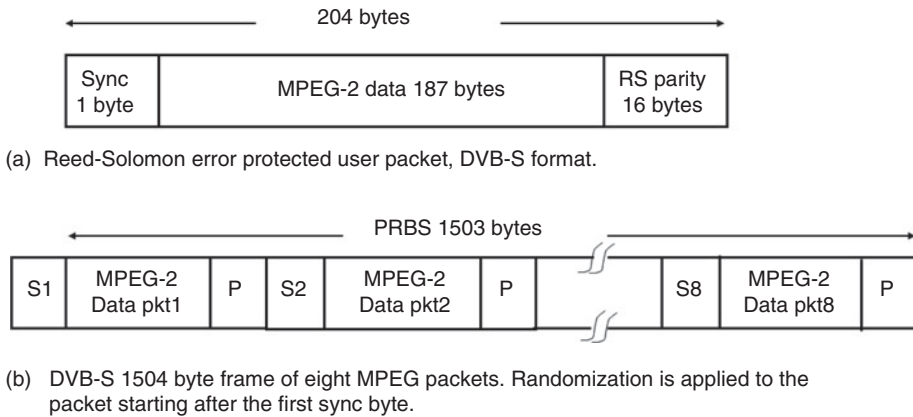 204 bytes
Sync
1 byte
MPEG-2 data 187 bytes
RS parity
16 bytes
(a) Reed-Solomon error protected user packet, DVB-S format.
PRBS 1503 bytes
S1
MPEG-2
Data pkt1
P
S2
MPEG-2
Data pkt2
P
S8
MPEG-2
Data pkt8
P
(b) DVB-S 1504 byte frame of eight MPEG packets. Randomization is applied to the
packet starting after the first sync byte.